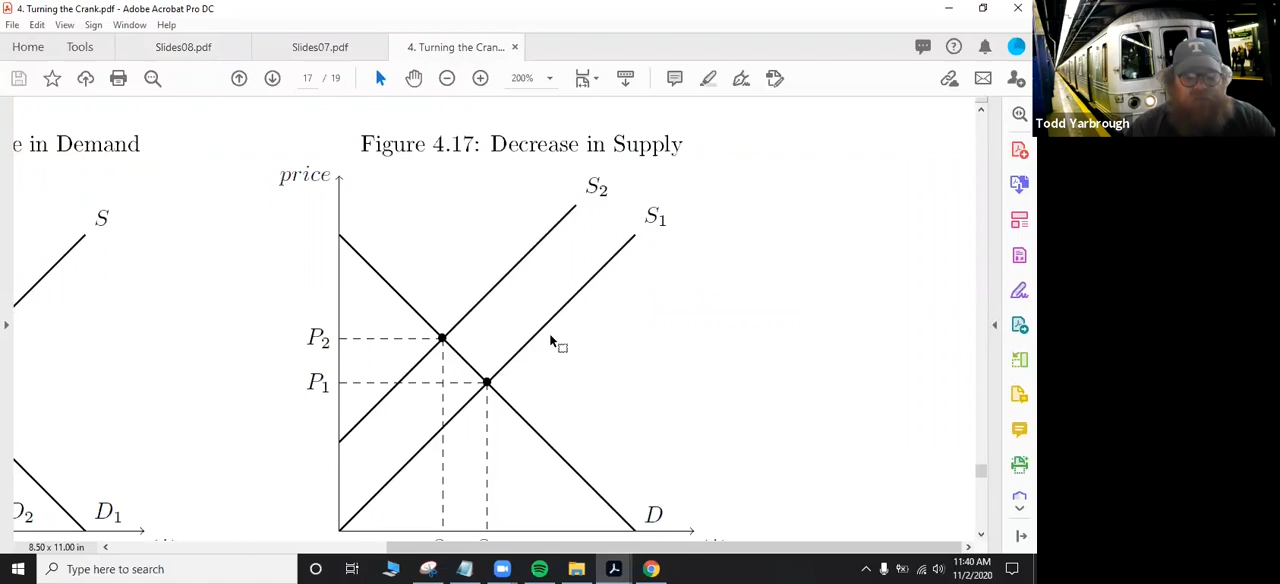 4. Turning the Crank.pdf - Adobe Acrobat Pro DC
File Edit View Sign Window Help
Home Tools Slides08.pdf Slides07.pdf 4. Turning the Cran... ×
17 / 19 200%
Todd Yarbrough
e in Demand
Figure 4.17: Decrease in Supply
price
S
S2
S1
P2
P1
D2 D1
D
8.50 x 11.00 in
Type here to search
11:40 AM
11/2/2020